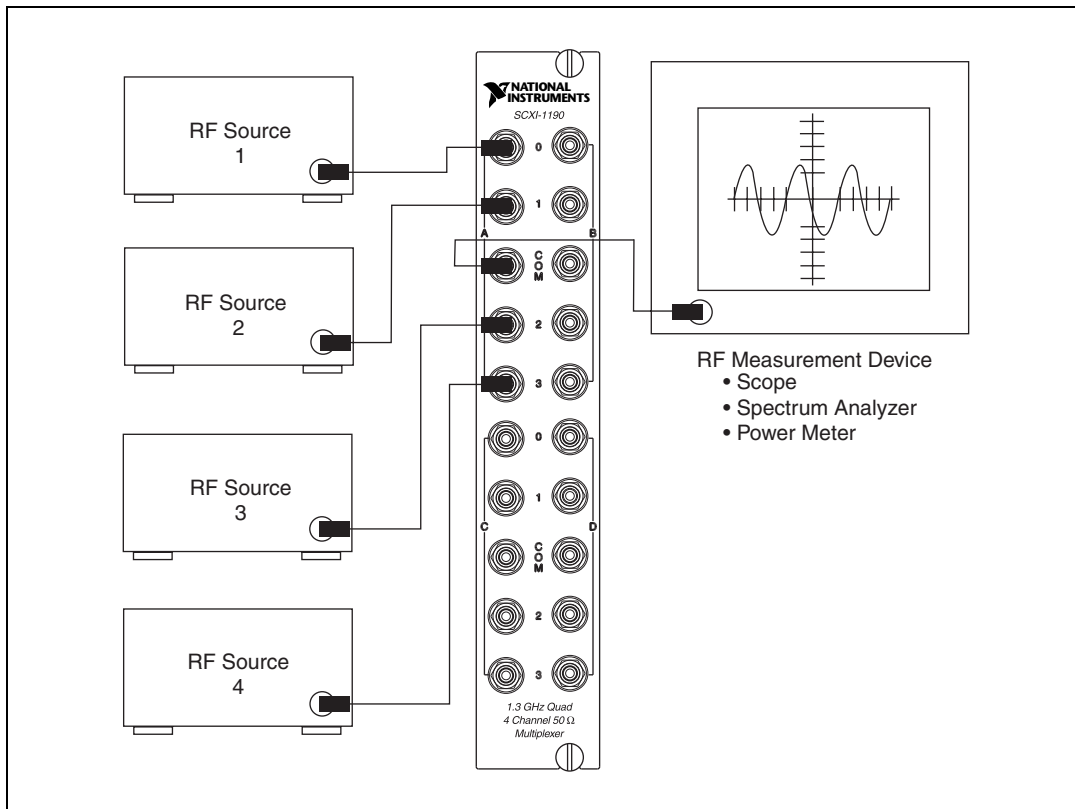 RF Source
1
RF Source
2
RF Source
3
RF Source
4
NATIONAL
INSTRUMENTS
SCXI-1190
0
1
A
B
C
O
M
2
3
0
1
C
D
C
O
M
2
3
1.3 GHz Quad
4 Channel 50 Ω
Multiplexer
RF Measurement Device
• Scope
• Spectrum Analyzer
• Power Meter